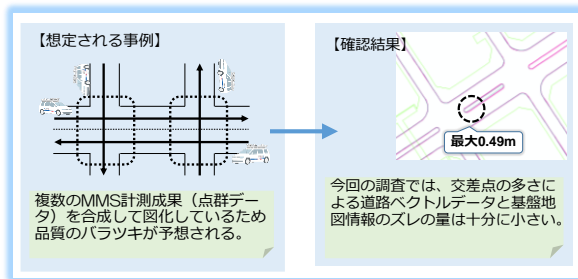 【想定される事例】
複数のMMS計測成果(点群デー
タ)を合成して図化しているため
品質のバラツキが予想される。
【確認結果】
最大0.49m
今回の調査では、交差点の多さに
よる道路ベクトルデータと基盤地
図情報のズレの量は十分に小さい。